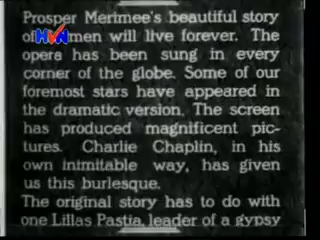 Prosper Merimee's beautiful story
of HVN men will live forever. The
opera has been sung in every
corner of the globe. Some of our
foremost stars have appeared in
the dramatic version. The screen
has produced magnificent pic-
tures. Charlie Chaplin, in his
own inimitable way, has given
us this burlesque.
The original story has to do with
one Lillas Pastia, leader of a gypsy